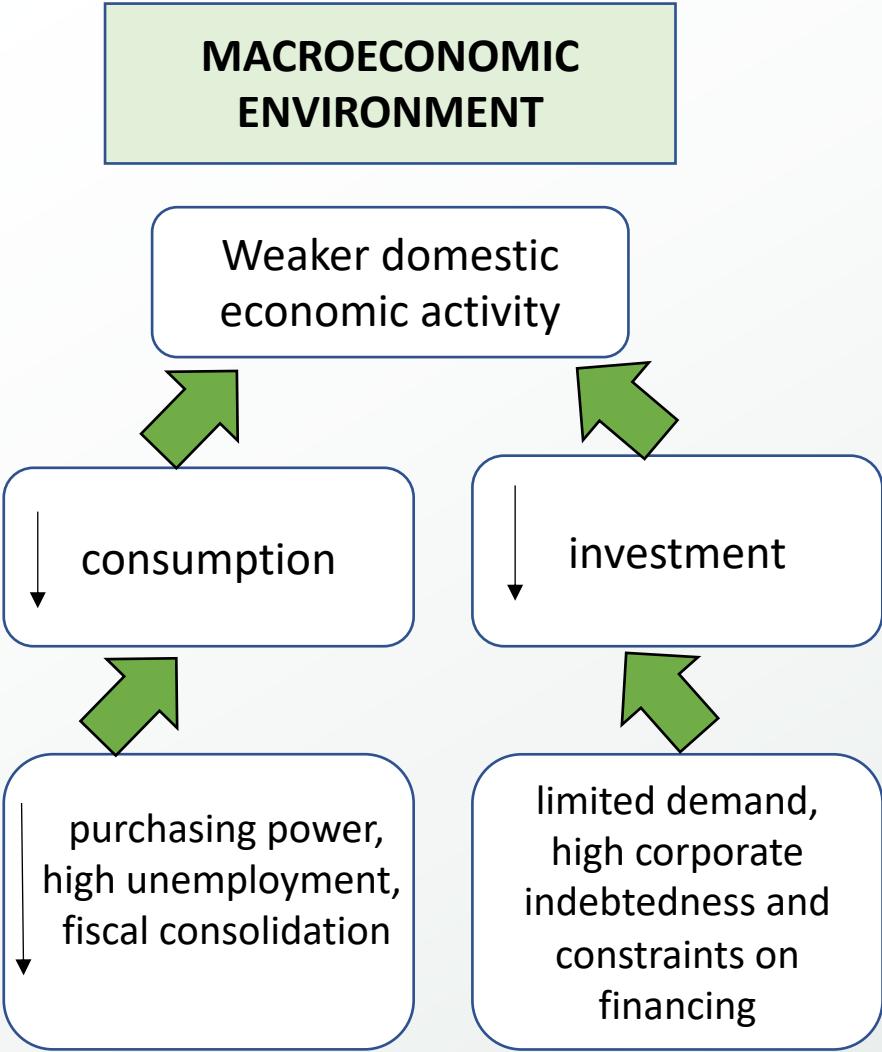 MACROECONOMIC
ENVIRONMENT
Weaker domestic
economic activity
consumption
investment
purchasing power,
high unemployment,
fiscal consolidation
limited demand,
high corporate
indebtedness and
constraints on
financing